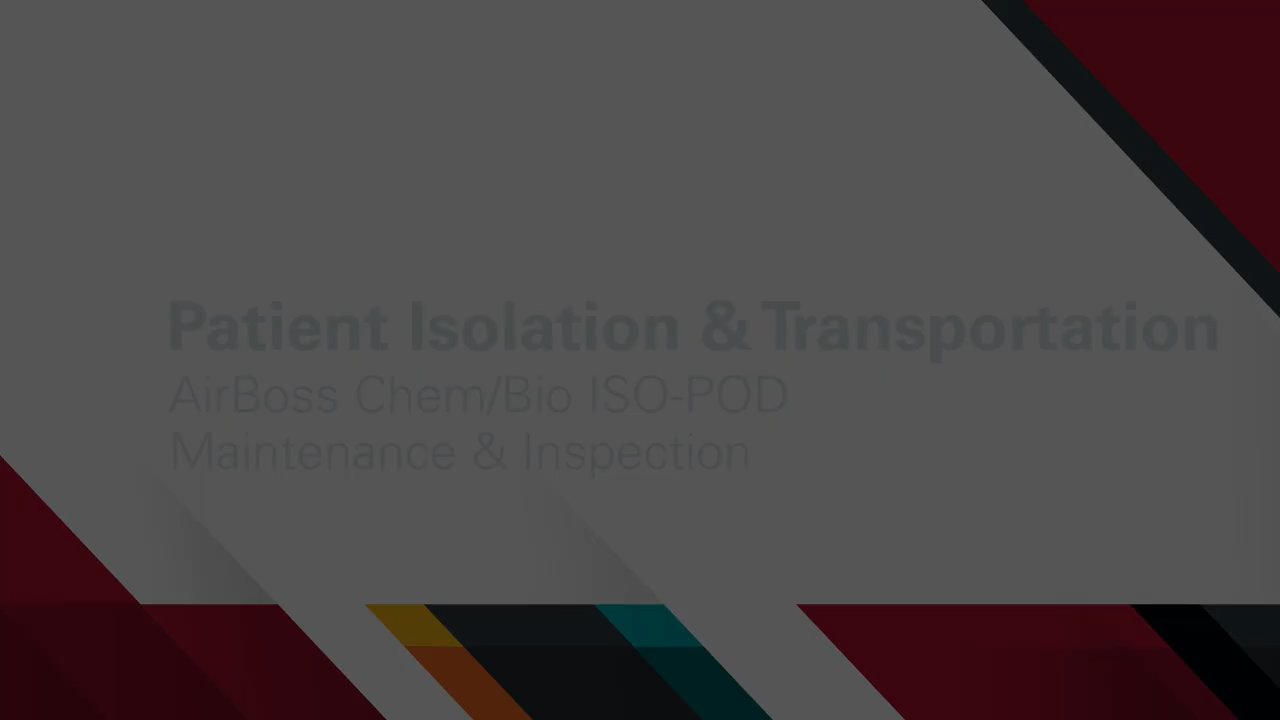 Patient Isolation & Transportation
AirBoss Chem/Bio ISO-POD
Maintenance & Inspection